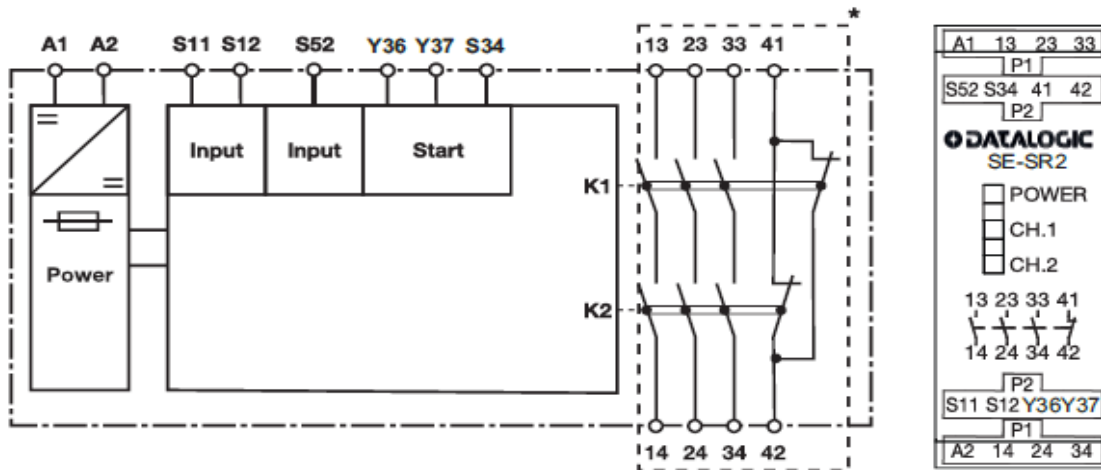 A1 A2 S11 S12 S52 Y36 Y37 S34 13 23 33 41 *
Input Input Start
K1
Power
K2
14 24 34 42
A1 13 23 33
P1
S52 S34 41 42
P2
DATALOGIC
SE-SR2
POWER
CH.1
CH.2
13 23 33 41
14 24 34 42
P2
S11 S12 Y36 Y37
P1
A2 14 24 34